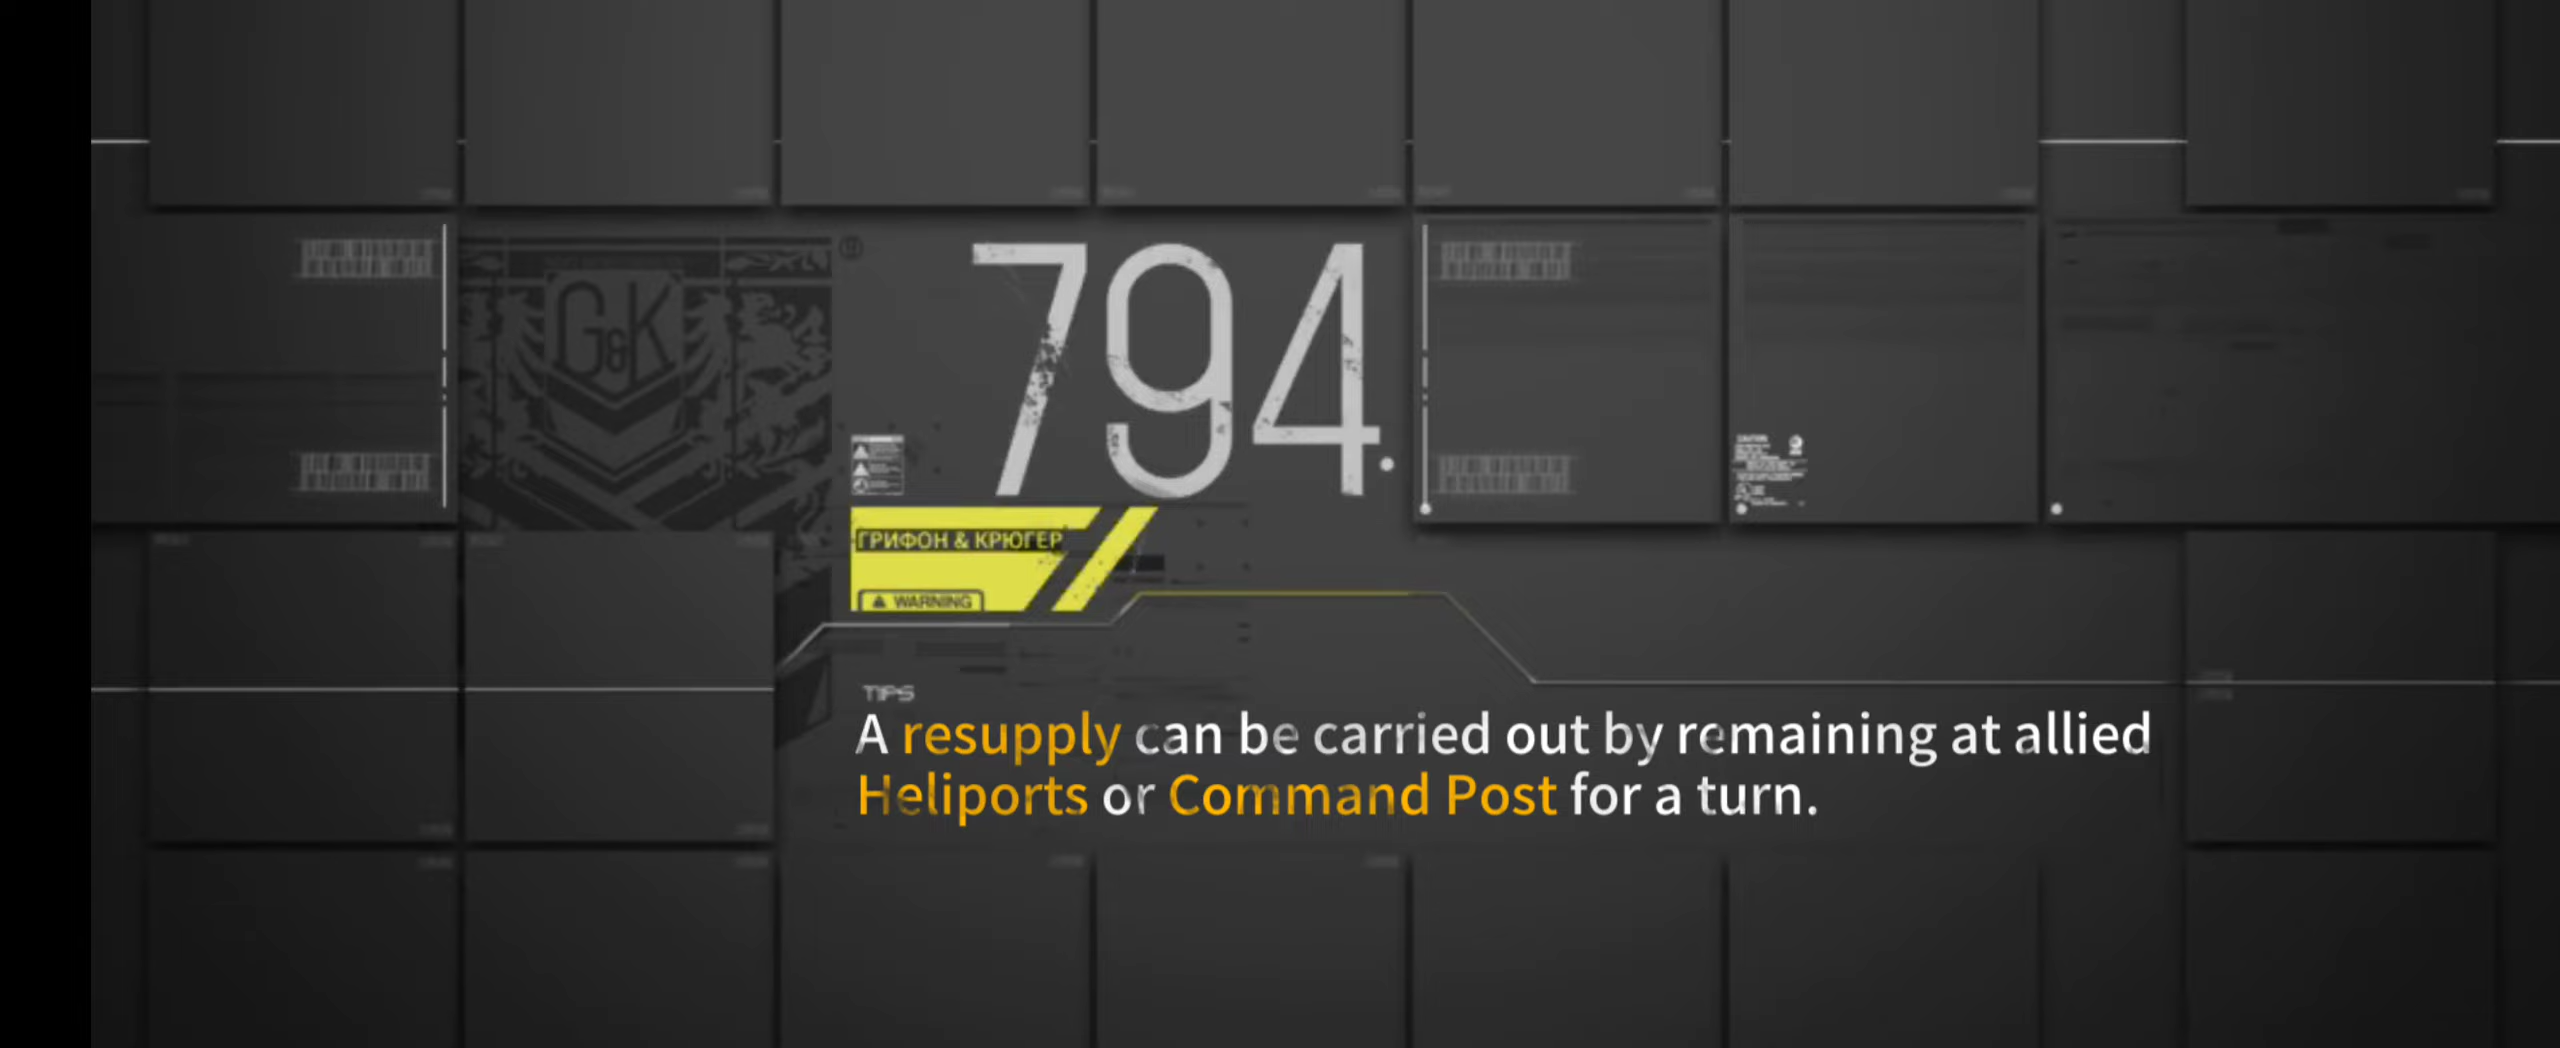 G&K
794.
ГРИФОН & КРЮГЕР
WARNING
TIPS
A resupply can be carried out by remaining at allied
Heliports or Command Post for a turn.